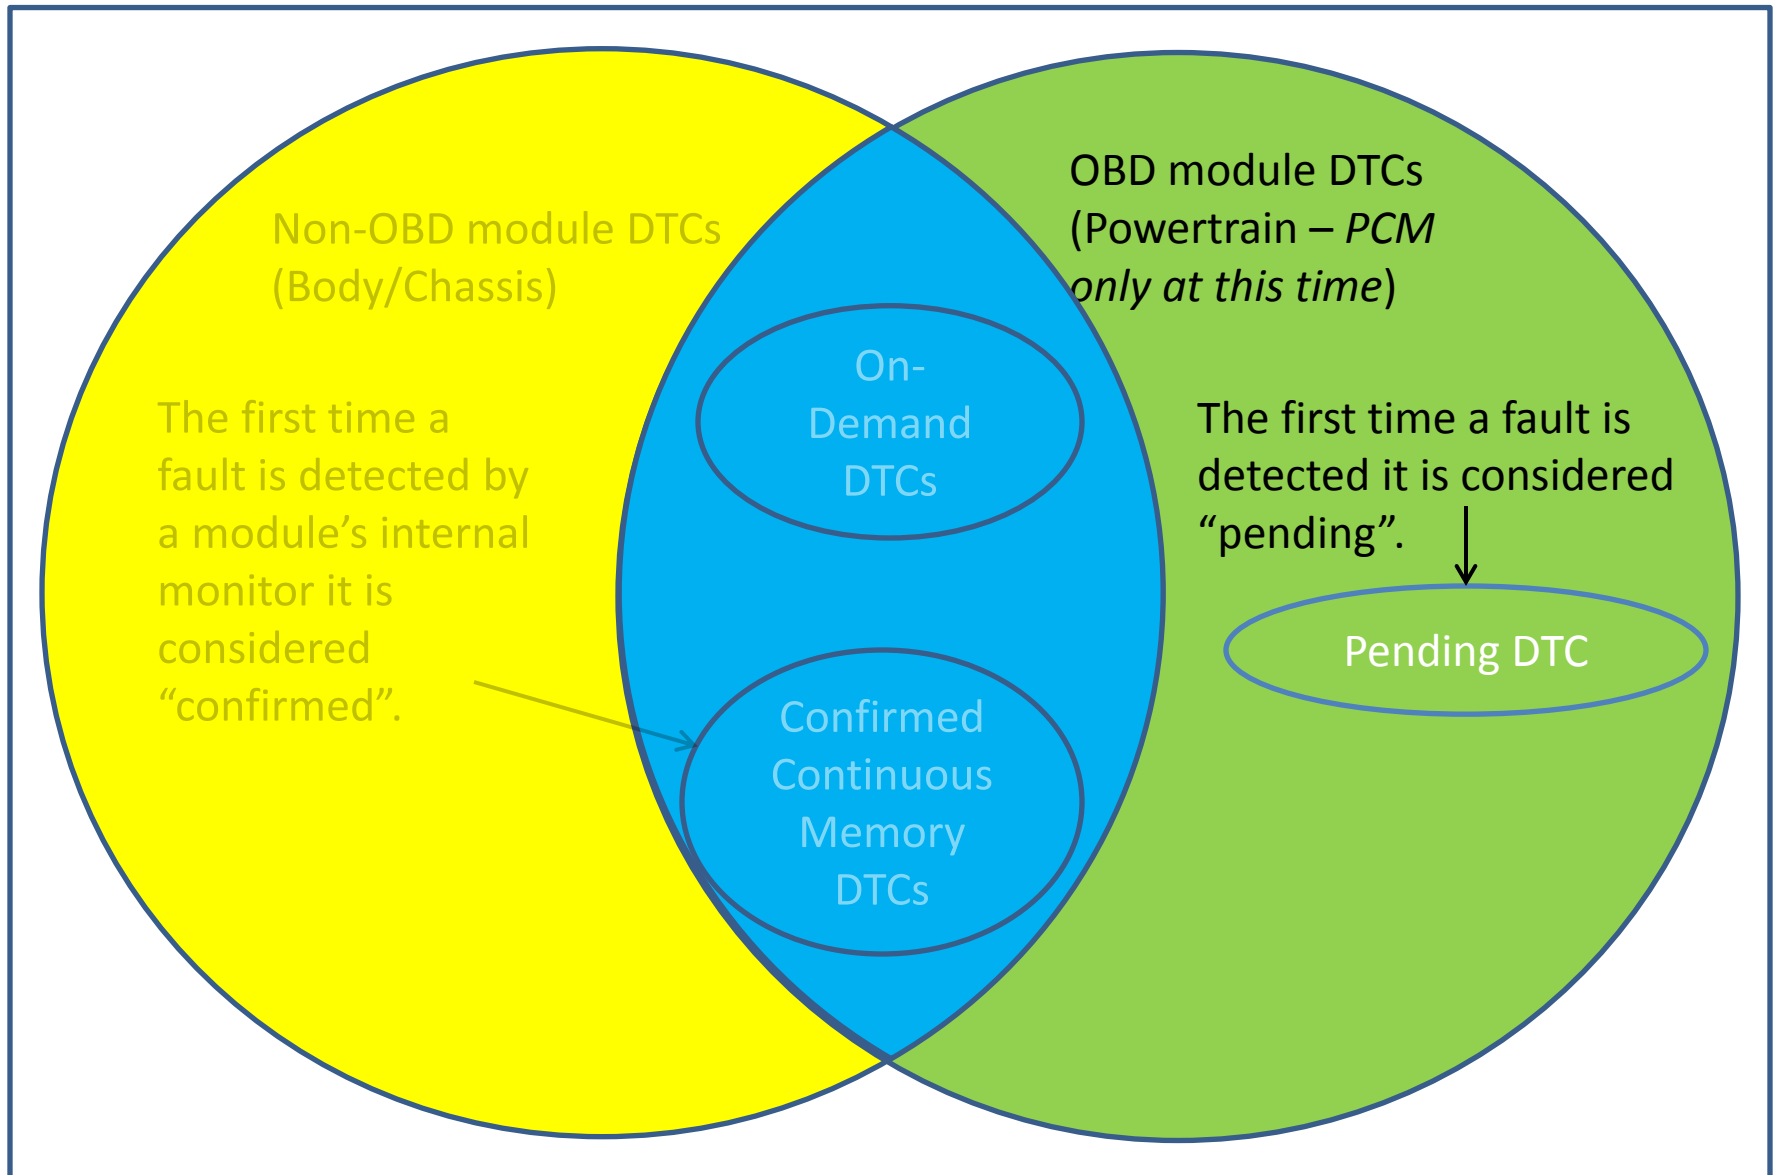 Non-OBD module DTCs
(Body/Chassis)
The first time a
fault is detected by
a module’s internal
monitor it is
considered
“confirmed”.
On-
Demand
DTCs
Confirmed
Continuous
Memory
DTCs
OBD module DTCs
(Powertrain – PCM
only at this time)
The first time a fault is
detected it is considered
“pending”.
Pending DTC